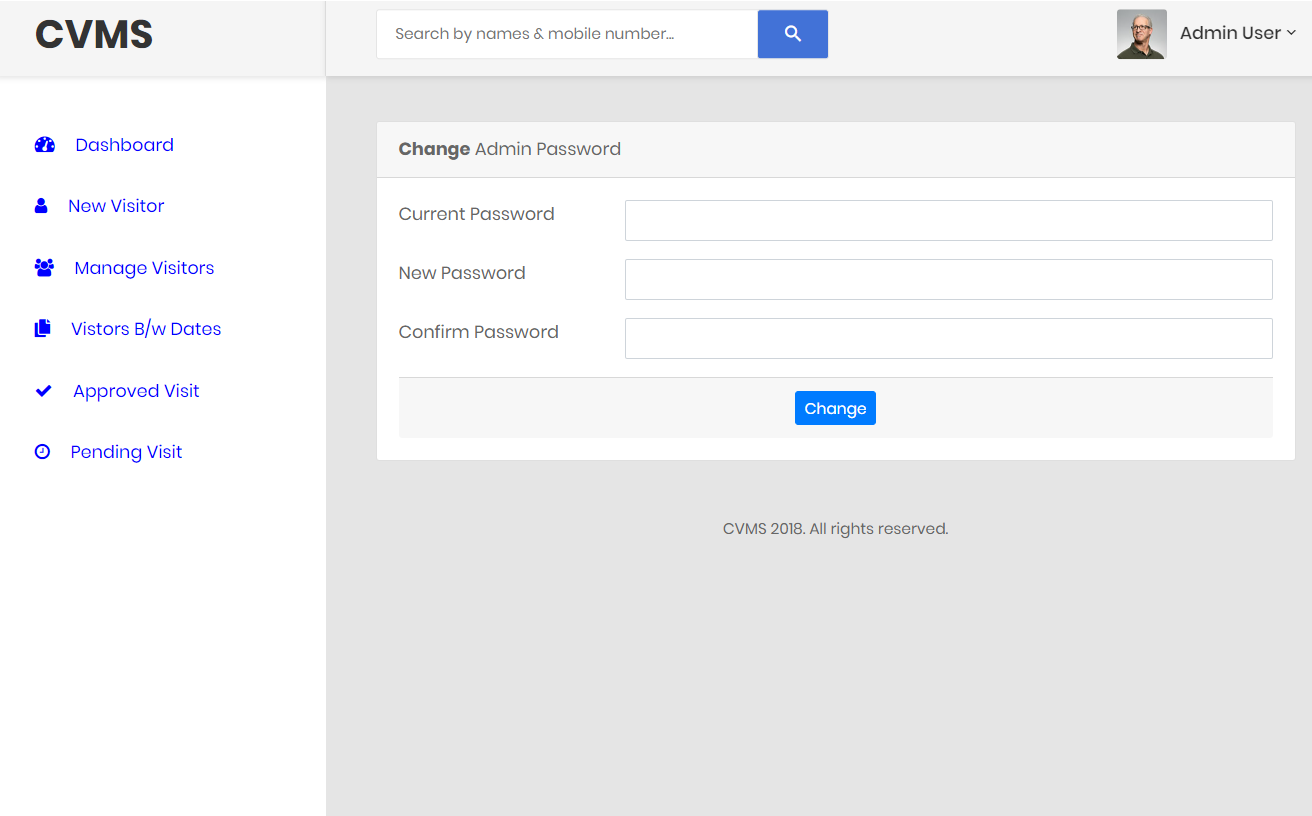 CVMS
Search by names & mobile number...
Admin User
Dashboard
New Visitor
Manage Visitors
Vistors B/w Dates
Approved Visit
Pending Visit
Change Admin Password
Current Password
New Password
Confirm Password
Change
CVMS 2018. All rights reserved.